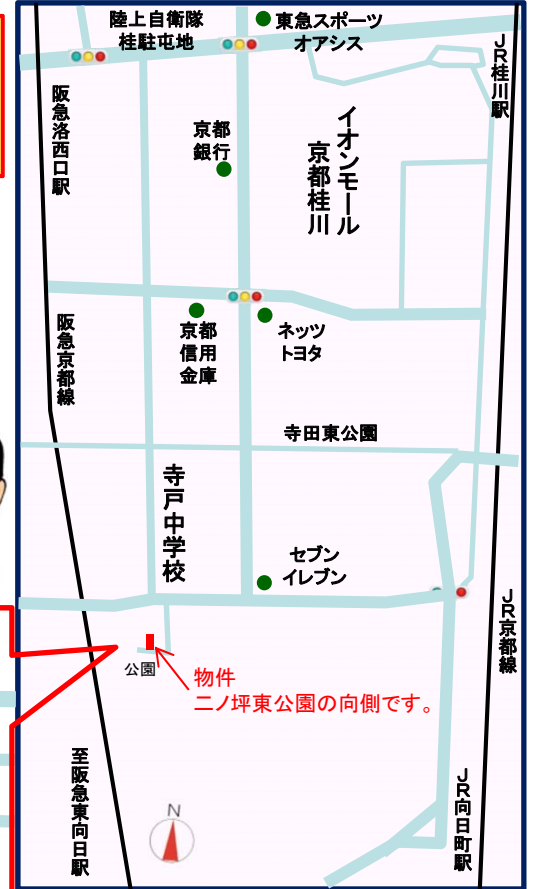 陸上自衛隊
桂駐屯地
東急スポーツ
オアシス
JR桂川駅
阪急洛西口駅
京都
銀行
イオンモール
京都桂川
阪急京都線
京都
信用
金庫
ネッツ
トヨタ
寺田東公園
寺戸中学校
セブン
イレブン
JR京都線
公園
物件
二ノ坪東公園の向側です。
至阪急東向日駅
N
JR向日町駅